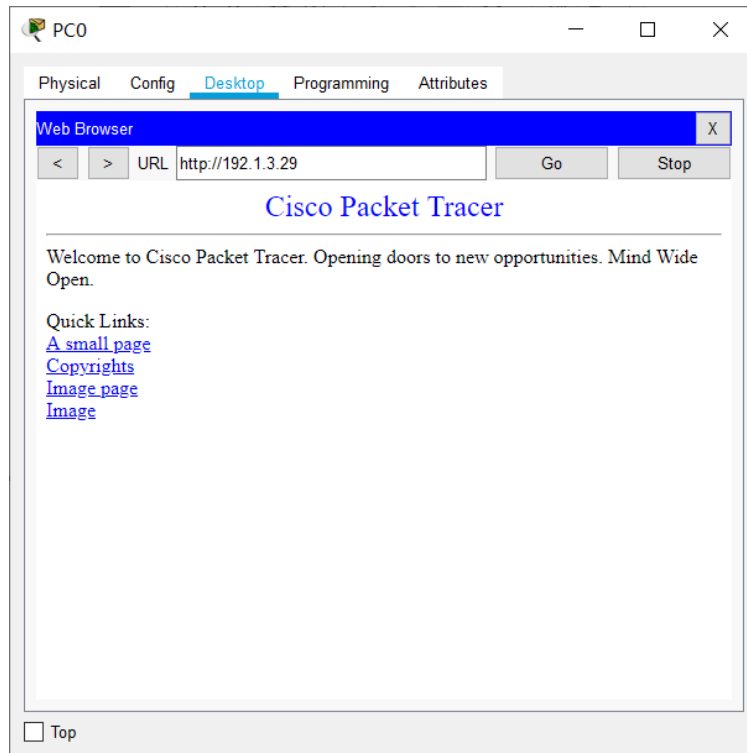 PC0
Physical Config Desktop Programming Attributes
Web Browser X
< > URL http://192.1.3.29 Go Stop
Cisco Packet Tracer
Welcome to Cisco Packet Tracer. Opening doors to new opportunities. Mind Wide
Open.
Quick Links:
A small page
Copyrights
Image page
Image
Top